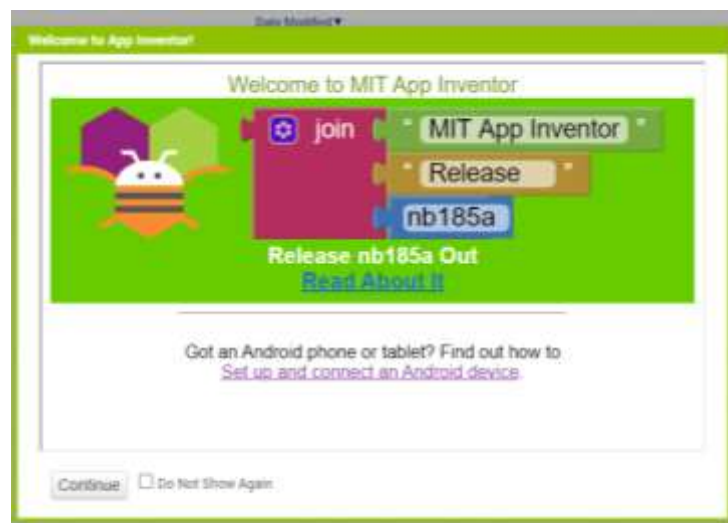 Date Modified ▼
Welcome to App Inventor!
Welcome to MIT App Inventor
join " MIT App Inventor "
" Release "
nb185a
Release nb185a Out
Read About It
Got an Android phone or tablet? Find out how to
Set up and connect an Android device.
Continue Do Not Show Again